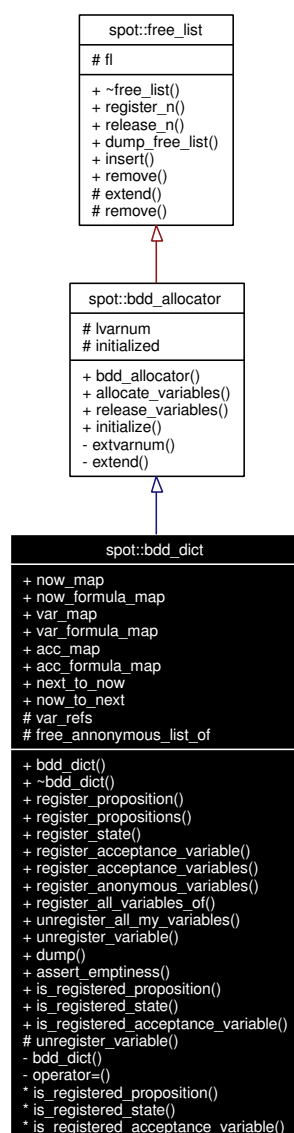 spot::free_list
# fl
+ ~free_list()
+ register_n()
+ release_n()
+ dump_free_list()
+ insert()
+ remove()
# extend()
# remove()
spot::bdd_allocator
# lvarnum
# initialized
+ bdd_allocator()
+ allocate_variables()
+ release_variables()
+ initialize()
- extvarnum()
- extend()
spot::bdd_dict
+ now_map
+ now_formula_map
+ var_map
+ var_formula_map
+ acc_map
+ acc_formula_map
+ next_to_now
+ now_to_next
# var_refs
# free_annonymous_list_of
+ bdd_dict()
+ ~bdd_dict()
+ register_proposition()
+ register_propositions()
+ register_state()
+ register_acceptance_variable()
+ register_acceptance_variables()
+ register_anonymous_variables()
+ register_all_variables_of()
+ unregister_all_my_variables()
+ unregister_variable()
+ dump()
+ assert_emptiness()
+ is_registered_proposition()
+ is_registered_state()
+ is_registered_acceptance_variable()
# unregister_variable()
- bdd_dict()
- operator=()
* is_registered_proposition()
* is_registered_state()
* is_registered_acceptance_variable()